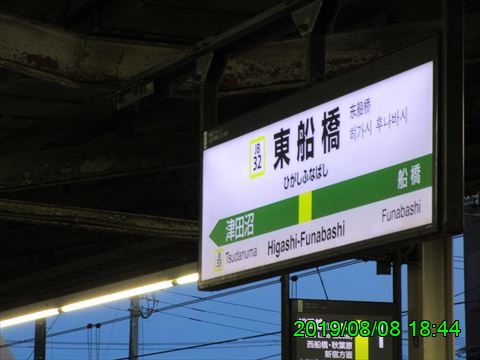 JB
32
東船橋
东船桥
히가시 후나바시
ひがしふなばし
津田沼
船橋
JB
33
Tsudanuma
Higashi-Funabashi
Funabashi
西船橋・秋葉原
新宿方面
2019/08/08 18:44